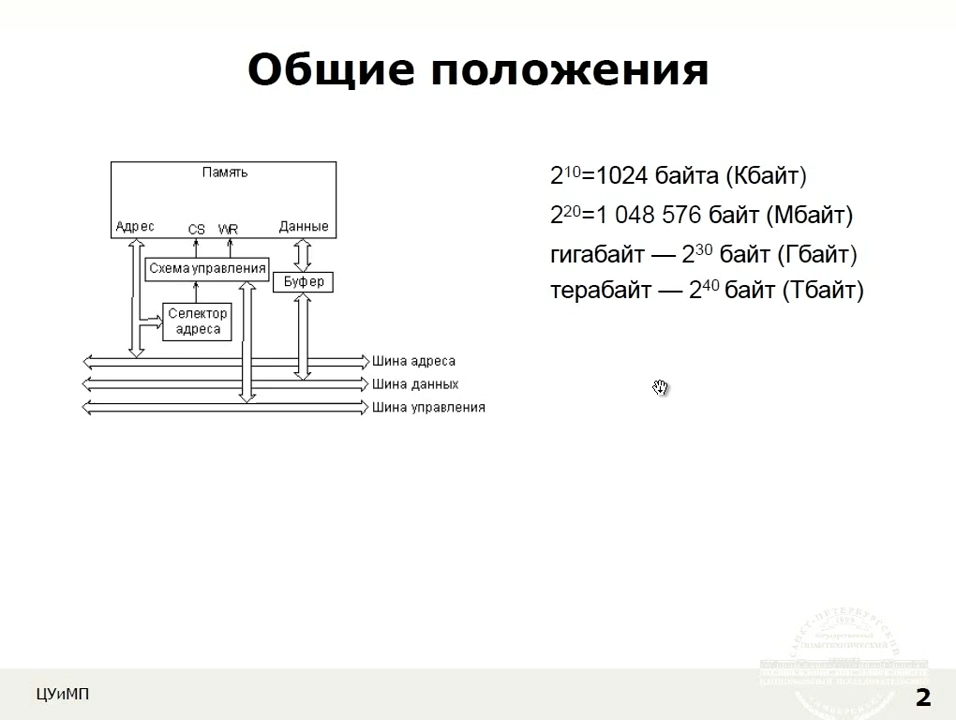 Общие положения
Память
Адрес CS WR Данные
Схема управления
Буфер
Селектор
адреса
Шина адреса
Шина данных
Шина управления
2¹⁰=1024 байта (Кбайт)
2²⁰=1 048 576 байт (Мбайт)
гигабайт — 2³⁰ байт (Гбайт)
терабайт — 2⁴⁰ байт (Тбайт)
ЦУиМП
2